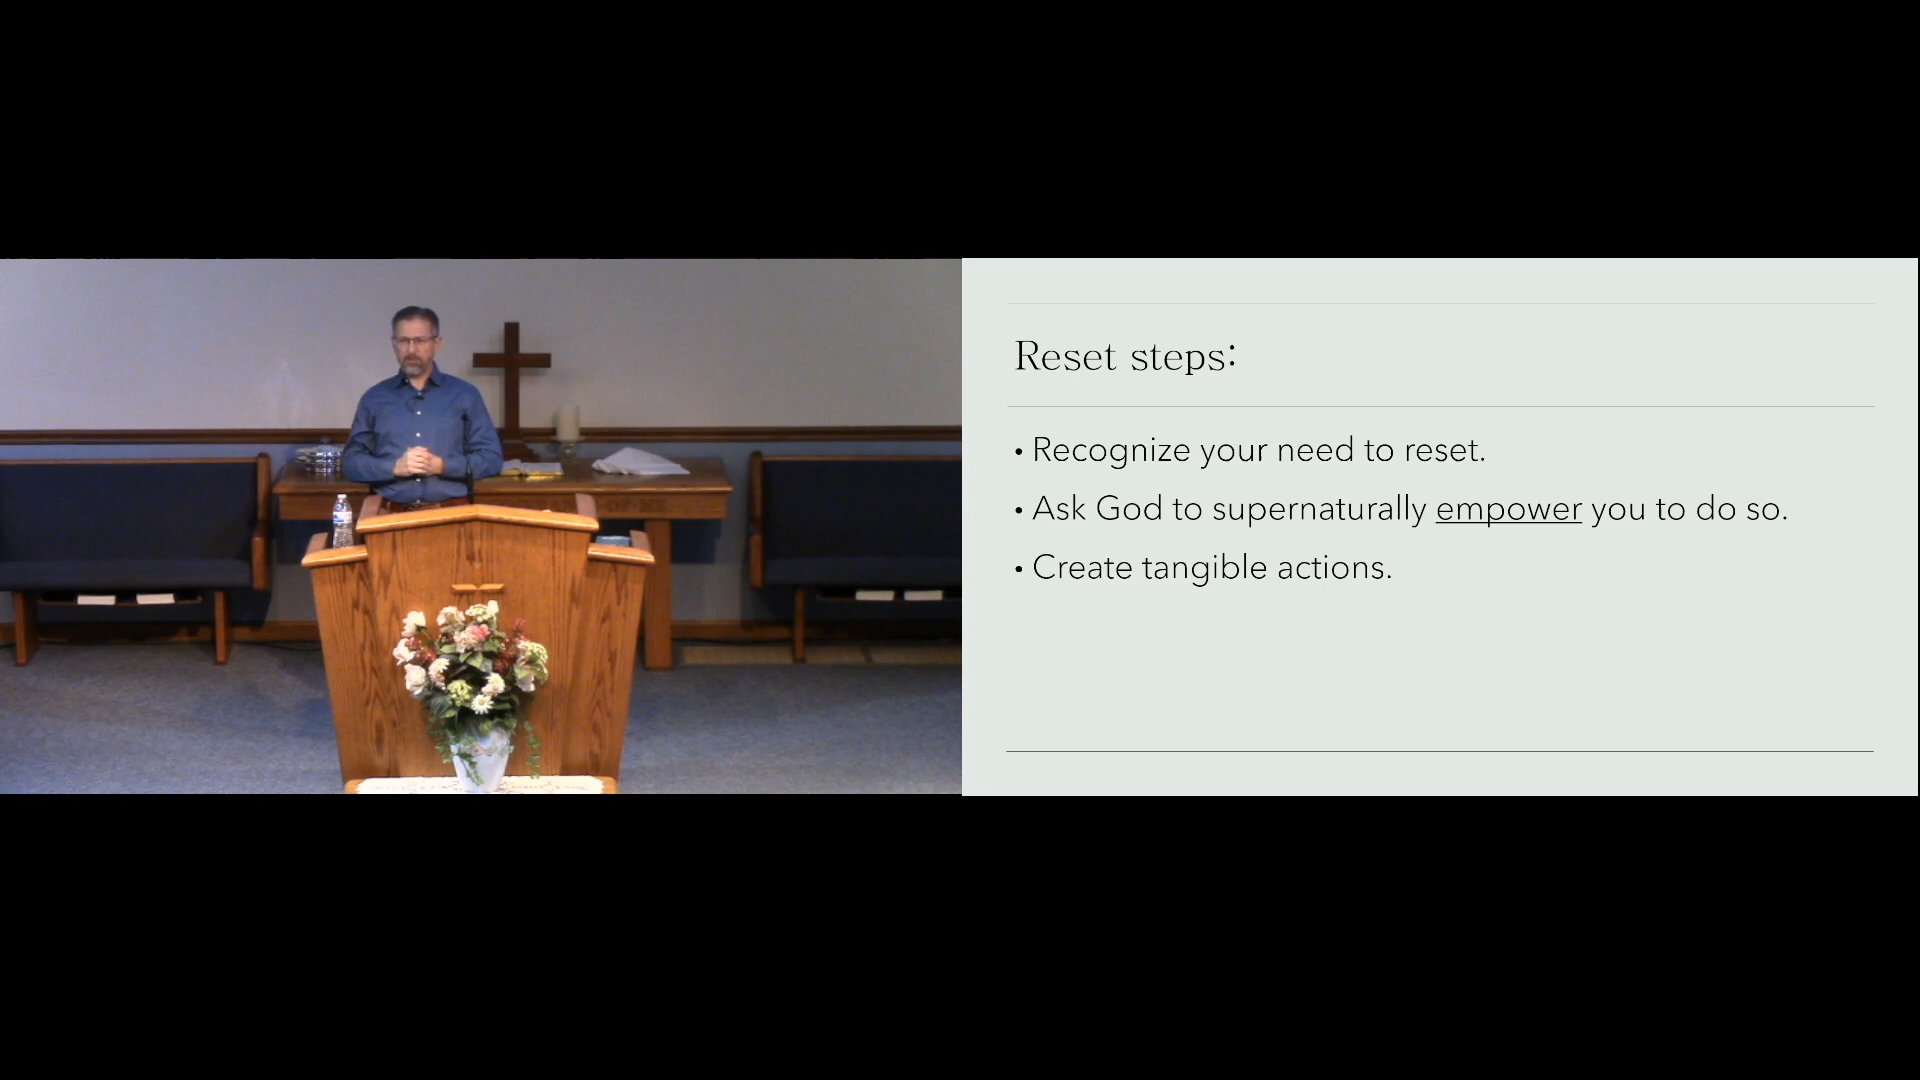 Reset steps:
• Recognize your need to reset.
• Ask God to supernaturally empower you to do so.
• Create tangible actions.